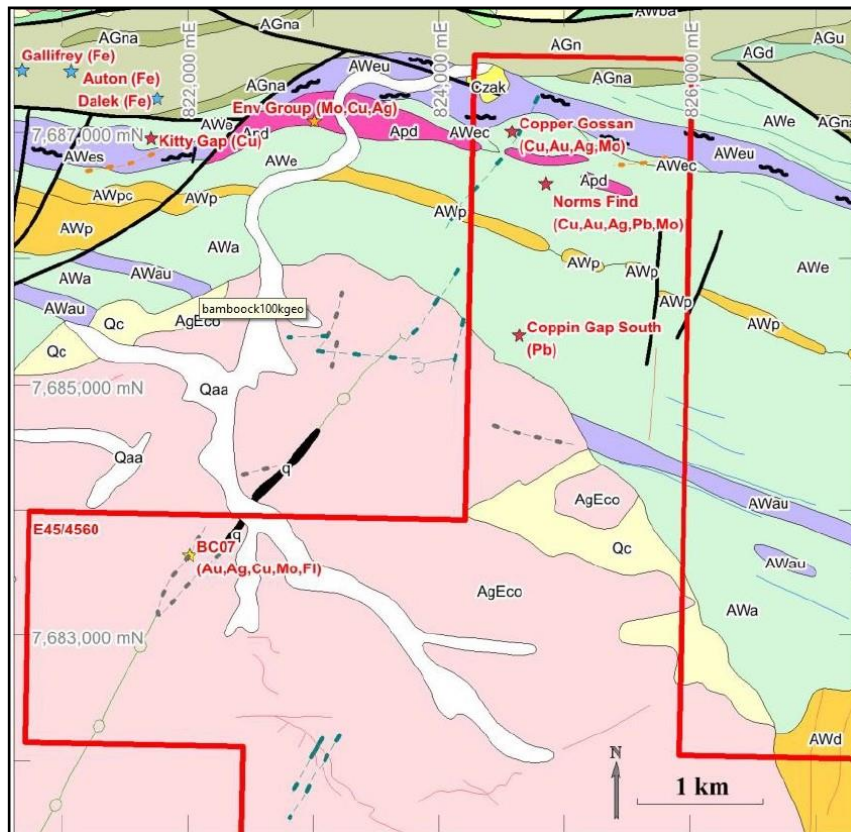 AGna
AGn
AWba
AGu
AGd
AGna
AGna
Gallifrey (Fe)
Auton (Fe)
Dalek (Fe)
822,000 mE
824,000 mE
826,000 mE
AWeu
Czak
AGna
AGna
Env Group (Mo,Cu,Ag)
7,687,000 mN
AWe
Kitty Gap (Cu)
Apd
Apd
AWec
Copper Gossan
(Cu,Au,Ag,Mo)
AWec
AWeu
AWe
AWes
AWe
Apd
Norms Find
(Cu,Au,Ag,Pb,Mo)
AWpc
AWp
AWp
AWa
AWp
AWp
AWe
AWa
AWau
AWp
AWp
AWau
bamboock100kgeo
Qc
AgEco
Qc
Coppin Gap South
(Pb)
7,685,000 mN
Qaa
Qaa
q
AgEco
AWau
E45/4560
q
BC07
(Au,Ag,Cu,Mo,Fl)
Qc
AWau
AgEco
AWa
7,683,000 mN
AWd
N
1 km